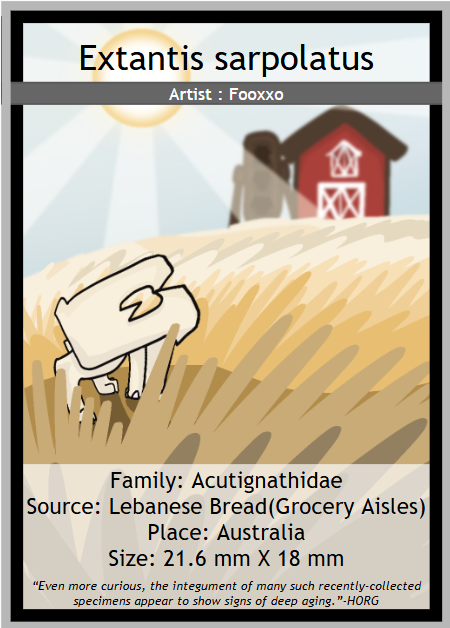 Extantis sarpolatus
Artist : Fooxxo
Family: Acutignathidae
Source: Lebanese Bread(Grocery Aisles)
Place: Australia
Size: 21.6 mm X 18 mm
“Even more curious, the integument of many such recently-collected
specimens appear to show signs of deep aging.”-HORG